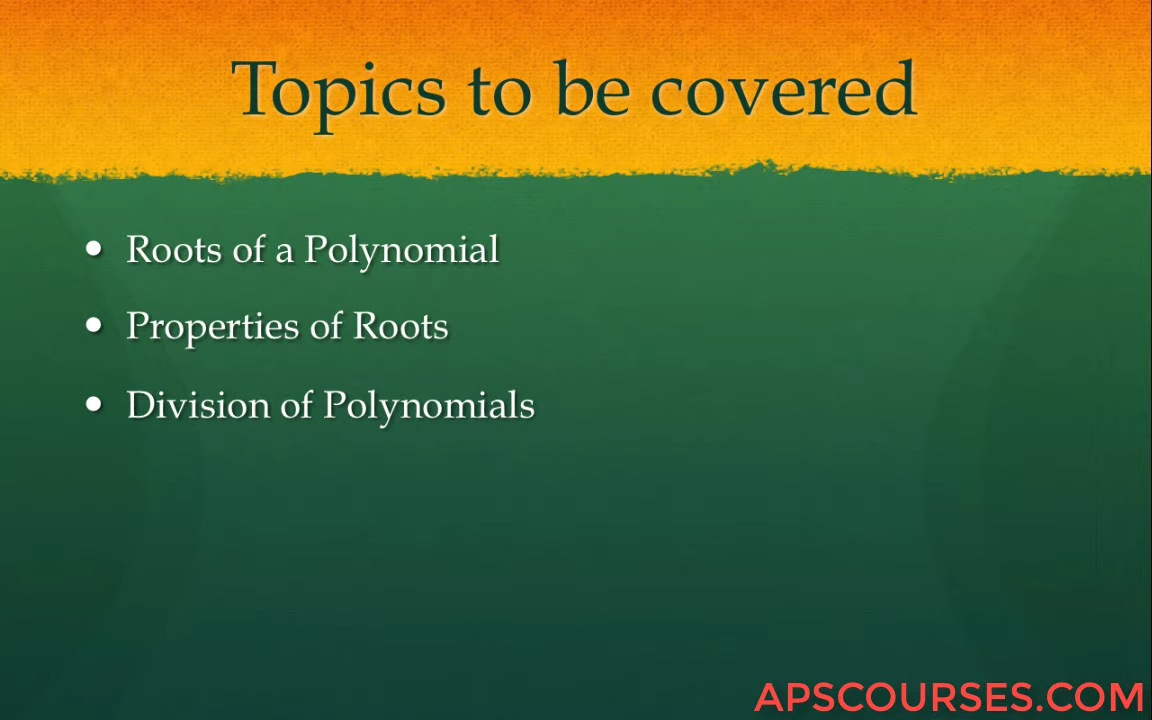 Topics to be covered
• Roots of a Polynomial
• Properties of Roots
• Division of Polynomials
APSCOURSES.COM